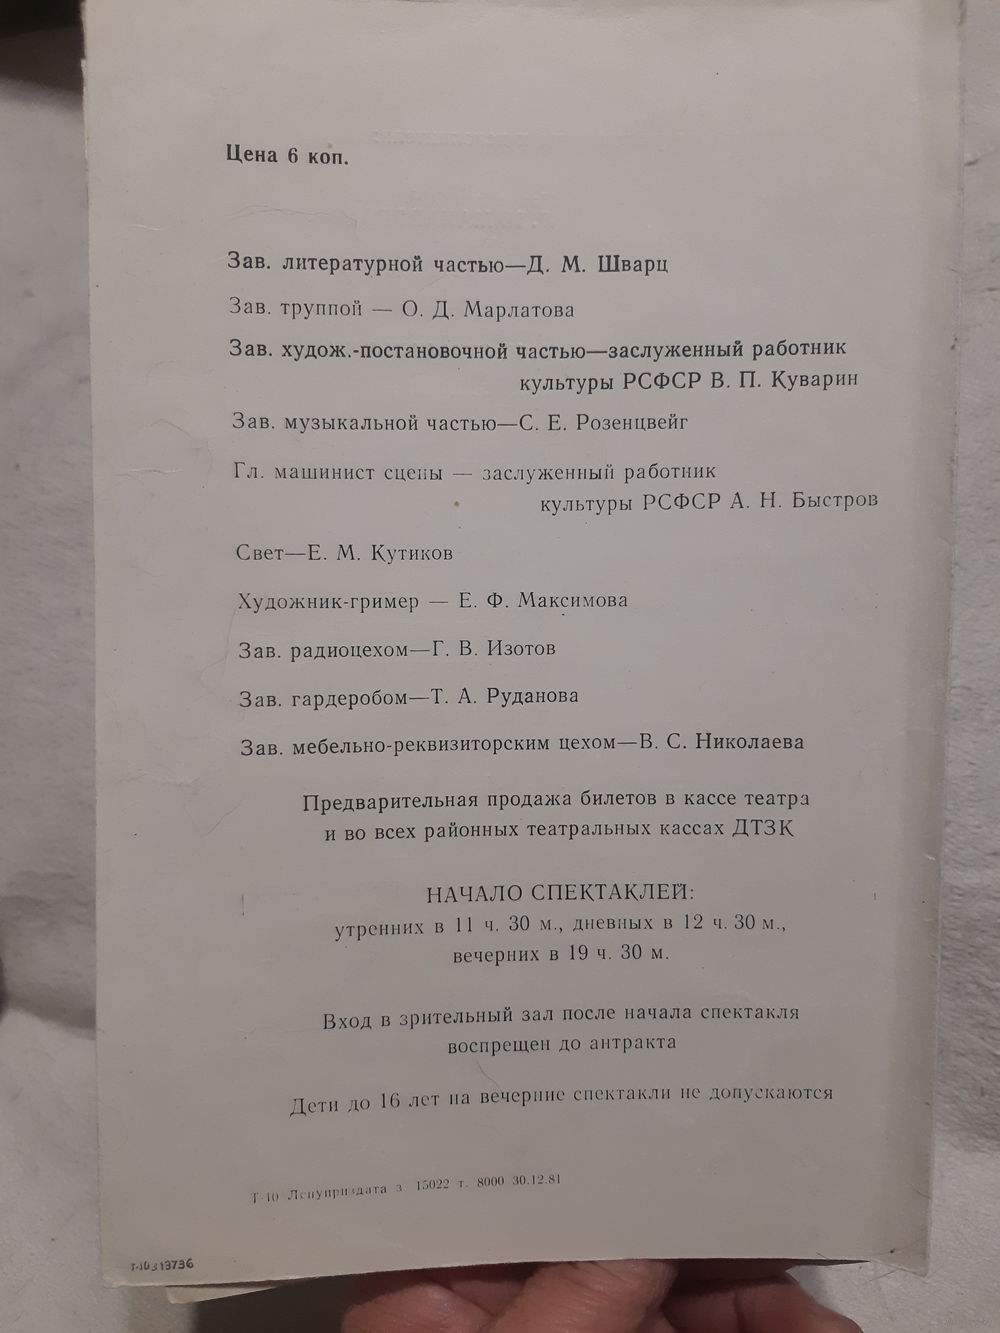 Цена 6 коп.
Зав. литературной частью—Д. М. Шварц
Зав. труппой — О. Д. Марлатова
Зав. худож.-постановочной частью—заслуженный работник
культуры РСФСР В. П. Куварин
Зав. музыкальной частью—С. Е. Розенцвейг
Гл. машинист сцены — заслуженный работник
культуры РСФСР А. Н. Быстров
Свет—Е. М. Кутиков
Художник-гример — Е. Ф. Максимова
Зав. радиоцехом—Г. В. Изотов
Зав. гардеробом—Т. А. Руданова
Зав. мебельно-реквизиторским цехом—В. С. Николаева
Предварительная продажа билетов в кассе театра
и во всех районных театральных кассах ДТЗК
НАЧАЛО СПЕКТАКЛЕЙ:
утренних в 11 ч. 30 м., дневных в 12 ч. 30 м.,
вечерних в 19 ч. 30 м.
Вход в зрительный зал после начала спектакля
воспрещен до антракта
Дети до 16 лет на вечерние спектакли не допускаются
Т-10 Ленуприздата з. 15022 т. 8000 30.12.81